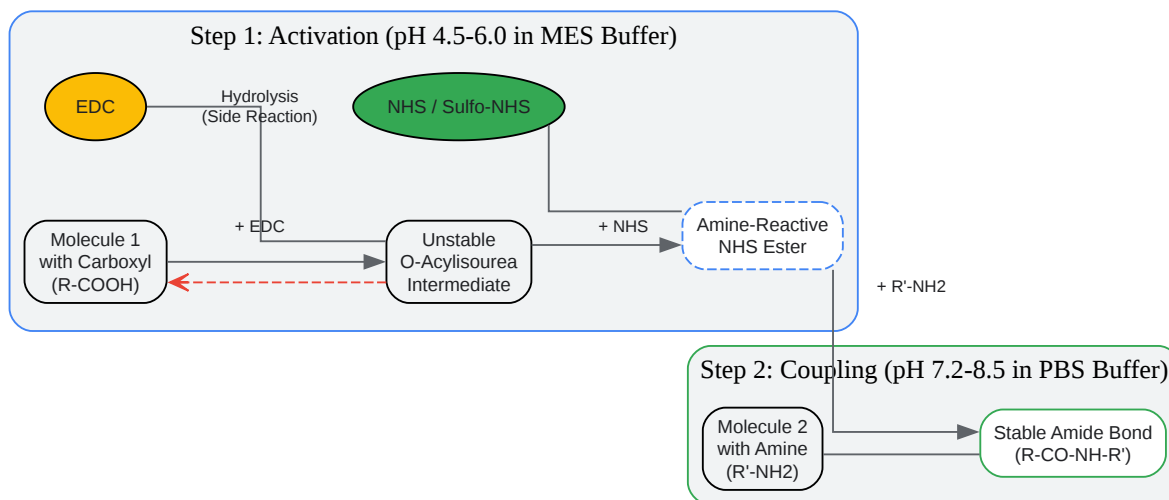 Step 1: Activation (pH 4.5-6.0 in MES Buffer)
EDC
Hydrolysis
(Side Reaction)
NHS / Sulfo-NHS
Molecule 1
with Carboxyl
(R-COOH)
+ EDC
Unstable
O-Acylisourea
Intermediate
+ NHS
Amine-Reactive
NHS Ester
+ R'-NH2
Step 2: Coupling (pH 7.2-8.5 in PBS Buffer)
Molecule 2
with Amine
(R'-NH2)
Stable Amide Bond
(R-CO-NH-R')